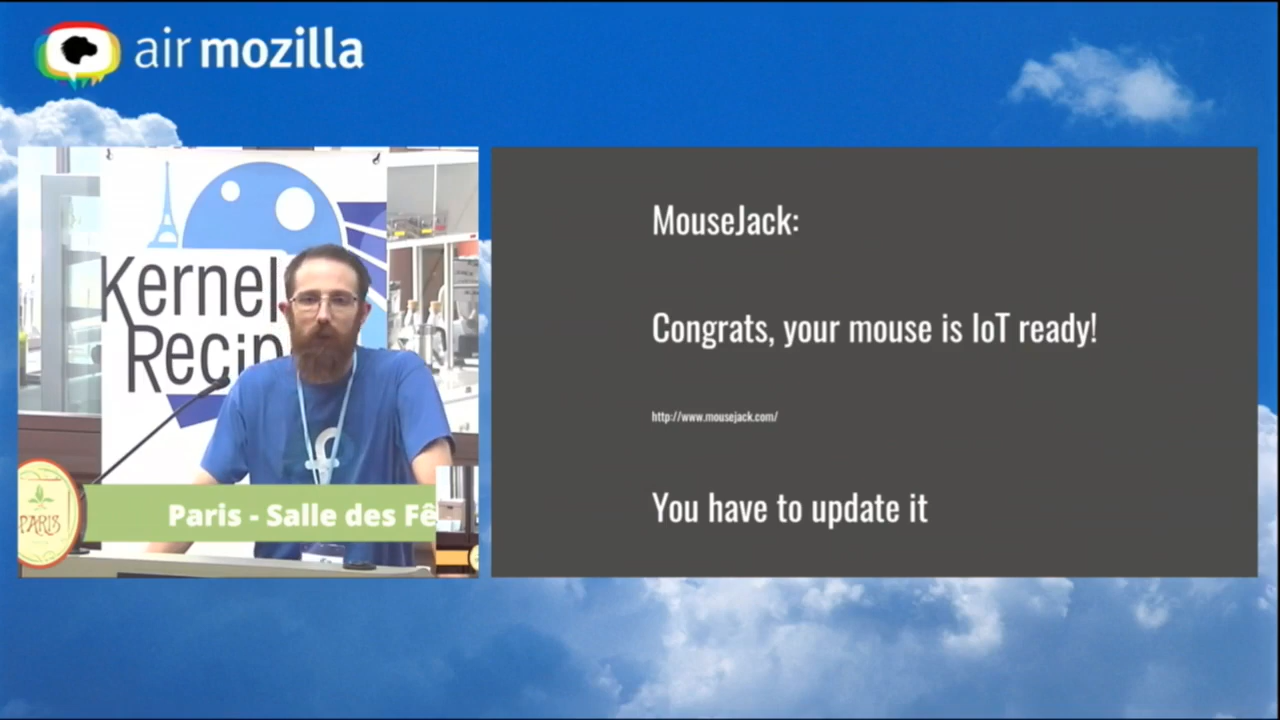 air mozilla
Kernel
Recip
PARIS
Paris - Salle des Fê
MouseJack:
Congrats, your mouse is IoT ready!
http://www.mousejack.com/
You have to update it